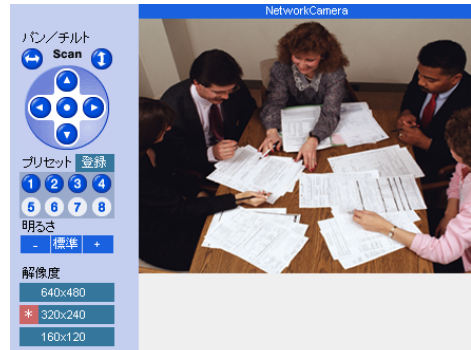 NetworkCamera
パン／チルト
Scan
プリセット 登録
1 2 3 4
5 6 7 8
明るさ
- 標準 +
解像度
640x480
* 320x240
160x120